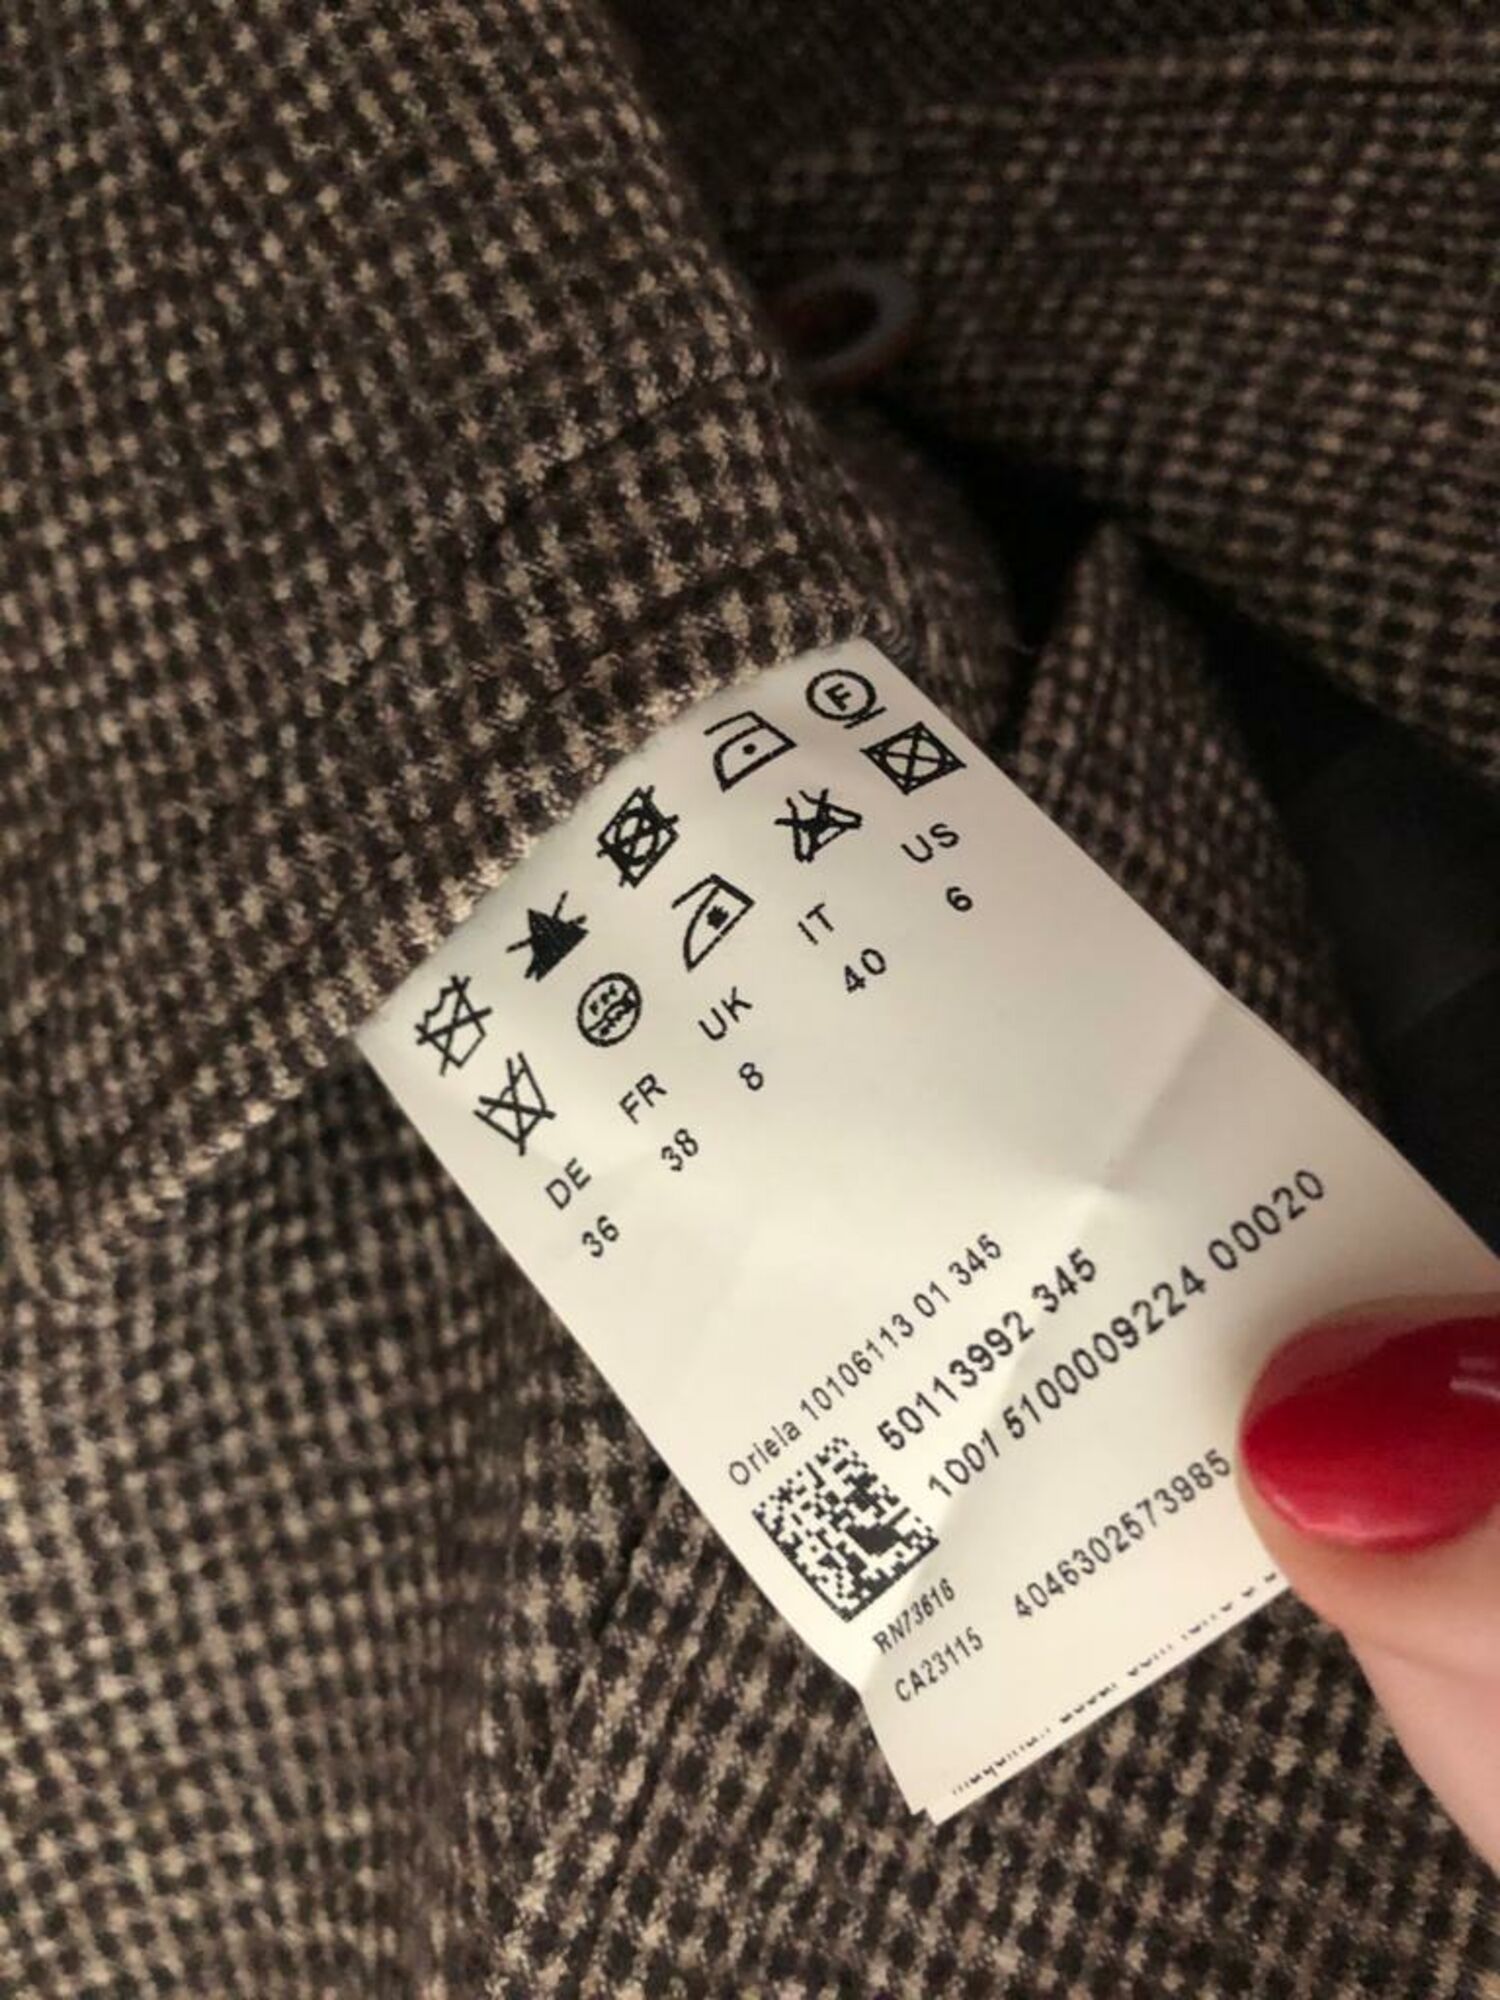 F
DE FR UK IT US
36 38 8 40 6
Oriela 10106113 01 345
50113992 345
1001 5100009224 00020
RN73616
CA23115 4046302573985